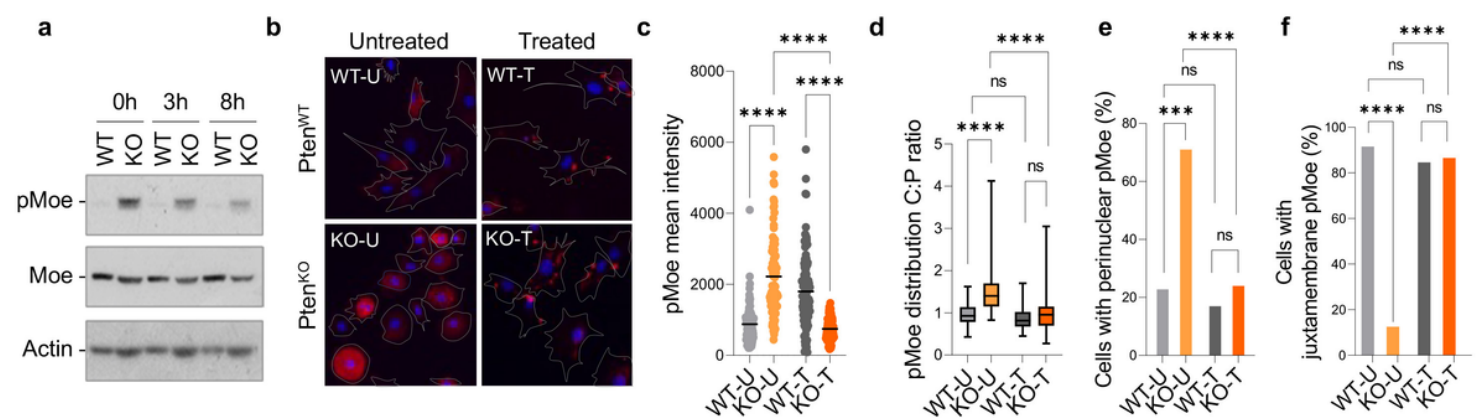 a
0h 3h 8h
WT KO WT KO WT KO
pMoe
Moe
Actin
b
Untreated Treated
Pten^WT
WT-U WT-T
Pten^KO
KO-U KO-T
c
****
****
****
pMoe mean intensity
8000
6000
4000
2000
0
WT-U KO-U WT-T KO-T
d
****
ns
****
ns
pMoe distribution C:P ratio
5
4
3
2
1
0
WT-U KO-U WT-T KO-T
e
****
ns
***
ns
Cells with perinuclear pMoe (%)
80
60
40
20
0
WT-U KO-U WT-T KO-T
f
****
ns
****
ns
Cells with
juxtamembrane pMoe (%)
100
80
60
40
20
0
WT-U KO-U WT-T KO-T